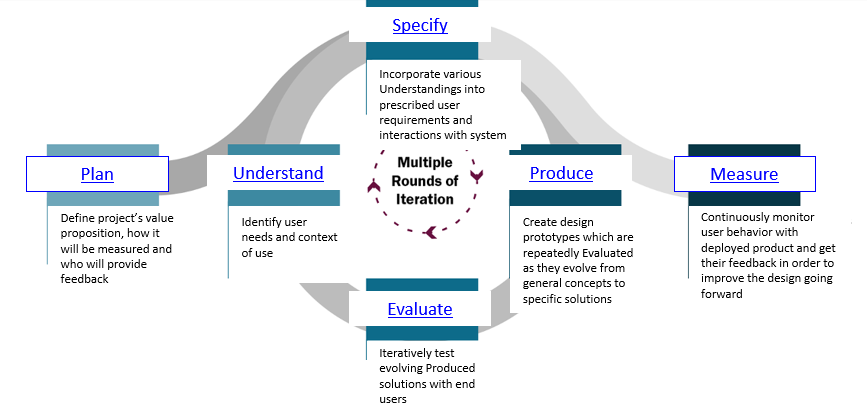 Specify
Incorporate various
Understandings into
prescribed user
requirements and
interactions with system
Plan
Define project's value
proposition, how it
will be measured and
who will provide
feedback
Understand
Identify user
needs and context
of use
Multiple
Rounds of
Iteration
Produce
Create design
prototypes which are
repeatedly Evaluated
as they evolve from
general concepts to
specific solutions
Measure
Continuously monitor
user behavior with
deployed product and get
their feedback in order to
improve the design going
forward
Evaluate
Iteratively test
evolving Produced
solutions with end
users